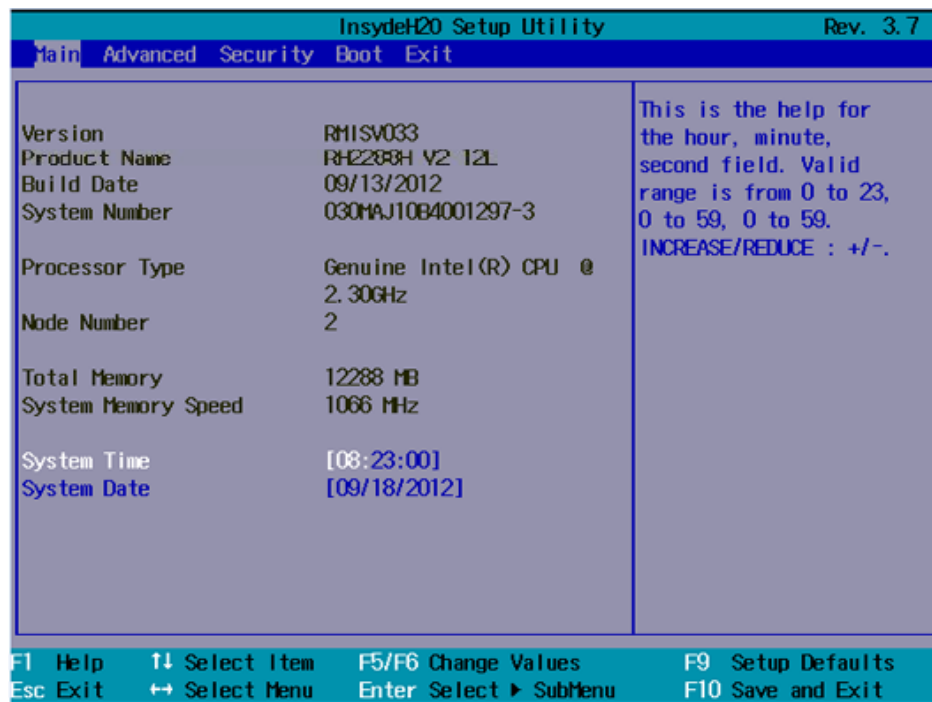 InsydeH20 Setup Utility Rev. 3.7
Main Advanced Security Boot Exit
Version RMISV033
Product Name RH2288H V2 12L
Build Date 09/13/2012
System Number 030MAJ10B4001297-3
Processor Type Genuine Intel(R) CPU @
2.30GHz
Node Number 2
Total Memory 12288 MB
System Memory Speed 1066 MHz
System Time [08:23:00]
System Date [09/18/2012]
This is the help for
the hour, minute,
second field. Valid
range is from 0 to 23,
0 to 59, 0 to 59.
INCREASE/REDUCE : +/-.
F1 Help ↑↓ Select Item F5/F6 Change Values F9 Setup Defaults
Esc Exit ↔ Select Menu Enter Select ▶ SubMenu F10 Save and Exit